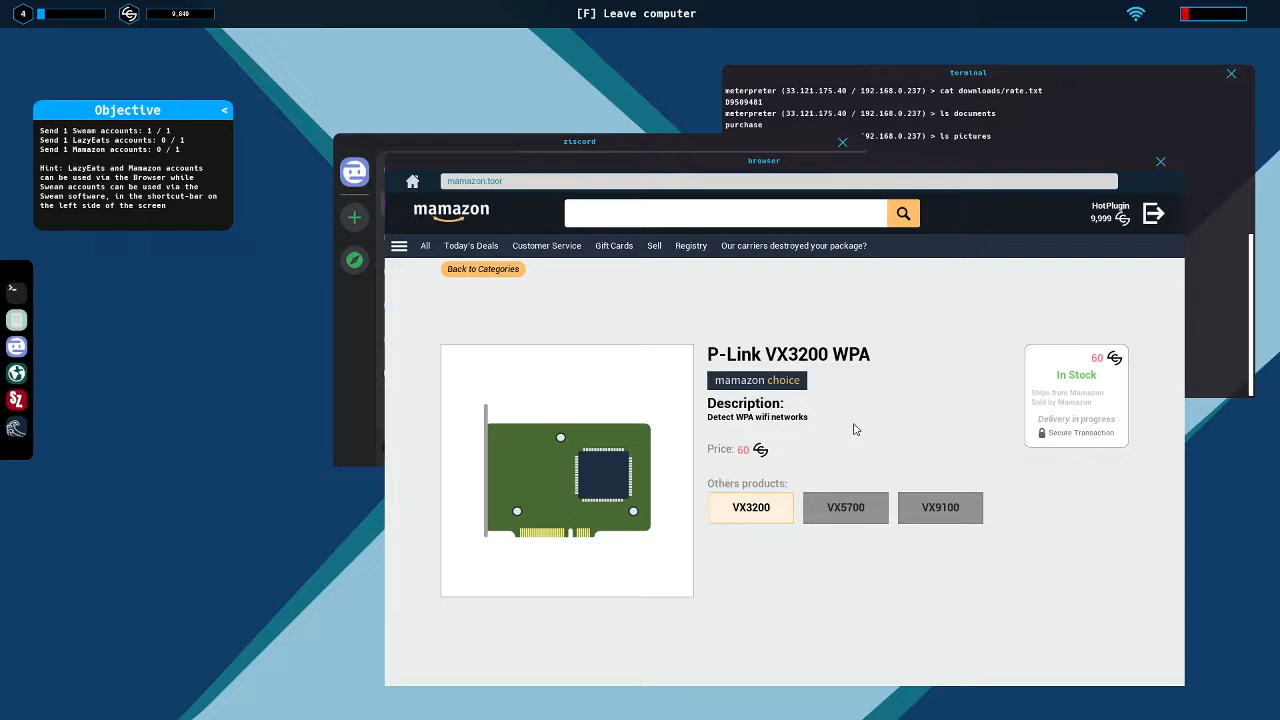 4
9,849
[F] Leave computer
Objective <
Send 1 Sweam accounts: 1 / 1
Send 1 LazyEats accounts: 0 / 1
Send 1 Mamazon accounts: 0 / 1
Hint: LazyEats and Mamazon accounts
can be used via the Browser while
Sweam accounts can be used via the
Sweam software, in the shortcut-bar on
the left side of the screen
terminal
meterpreter (33.121.175.40 / 192.168.0.237) > cat downloads/rate.txt
D9509481
meterpreter (33.121.175.40 / 192.168.0.237) > ls documents
purchase
92.168.0.237) > ls pictures
ziscord
browser
mamazon.toor
mamazon
HotPlugin
9,999
All Today's Deals Customer Service Gift Cards Sell Registry Our carriers destroyed your package?
Back to Categories
P-Link VX3200 WPA
mamazon choice
Description:
Detect WPA wifi networks
Price: 60
Others products:
VX3200 VX5700 VX9100
60
In Stock
Ships from Mamazon
Sold by Mamazon
Delivery in progress
Secure Transaction
SZ